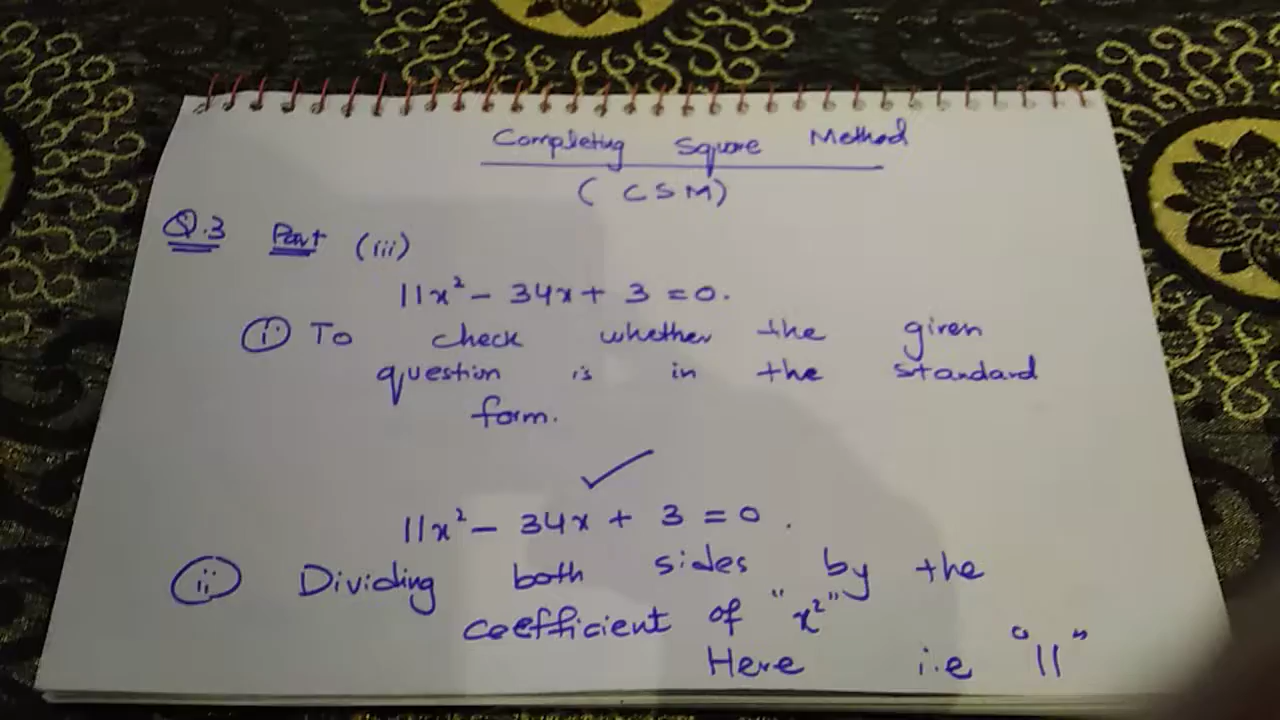 Completing Square Method
(CSM)
Q.3 Part (iii)
11x² - 34x + 3 = 0.
(i) To check whether the given
question is in the standard
form.
✓
11x² - 34x + 3 = 0.
(ii) Dividing both sides by the
coefficient of "x²"
Here i.e "11"